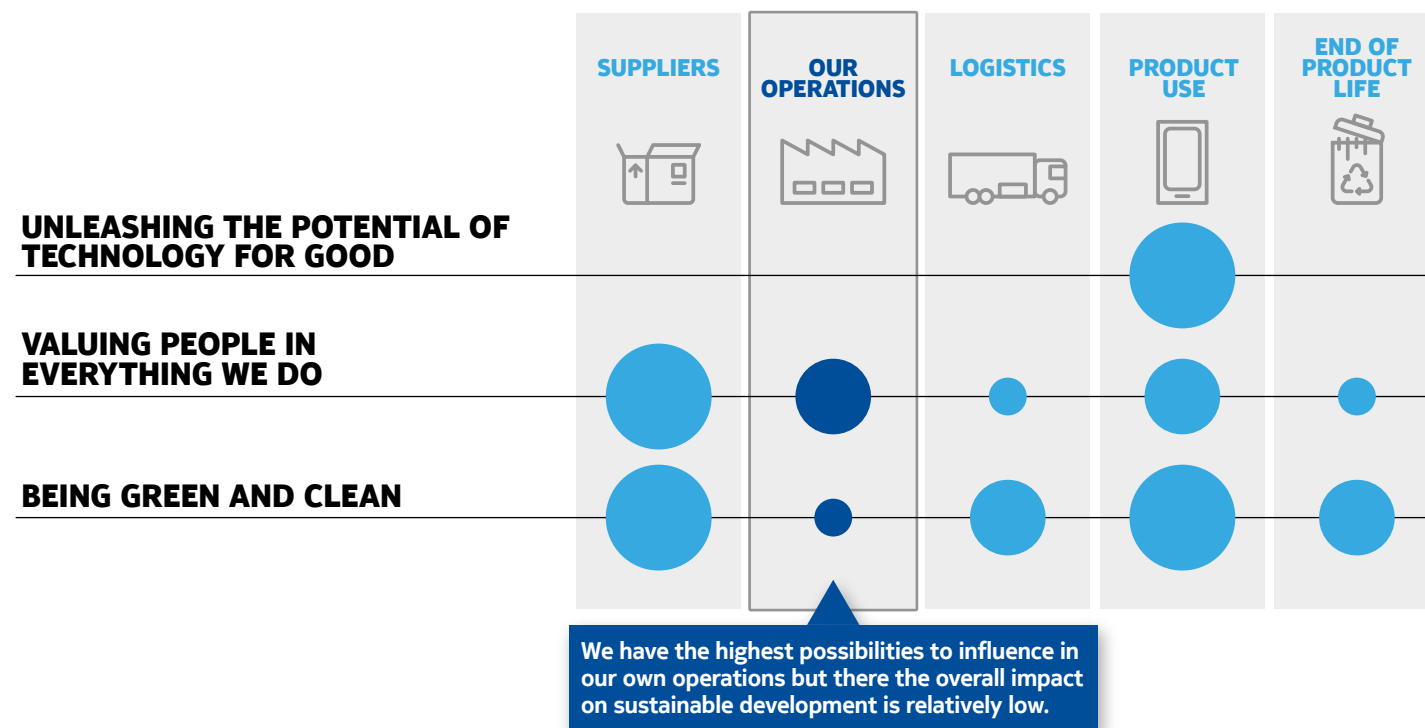 SUPPLIERS
OUR
OPERATIONS
LOGISTICS
PRODUCT
USE
END OF
PRODUCT
LIFE
UNLEASHING THE POTENTIAL OF
TECHNOLOGY FOR GOOD
VALUING PEOPLE IN
EVERYTHING WE DO
BEING GREEN AND CLEAN
We have the highest possibilities to influence in
our own operations but there the overall impact
on sustainable development is relatively low.